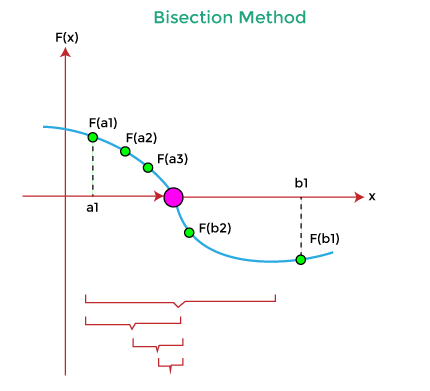 Bisection Method
F(x)
F(a1)
F(a2)
F(a3)
b1
x
a1
F(b2)
F(b1)